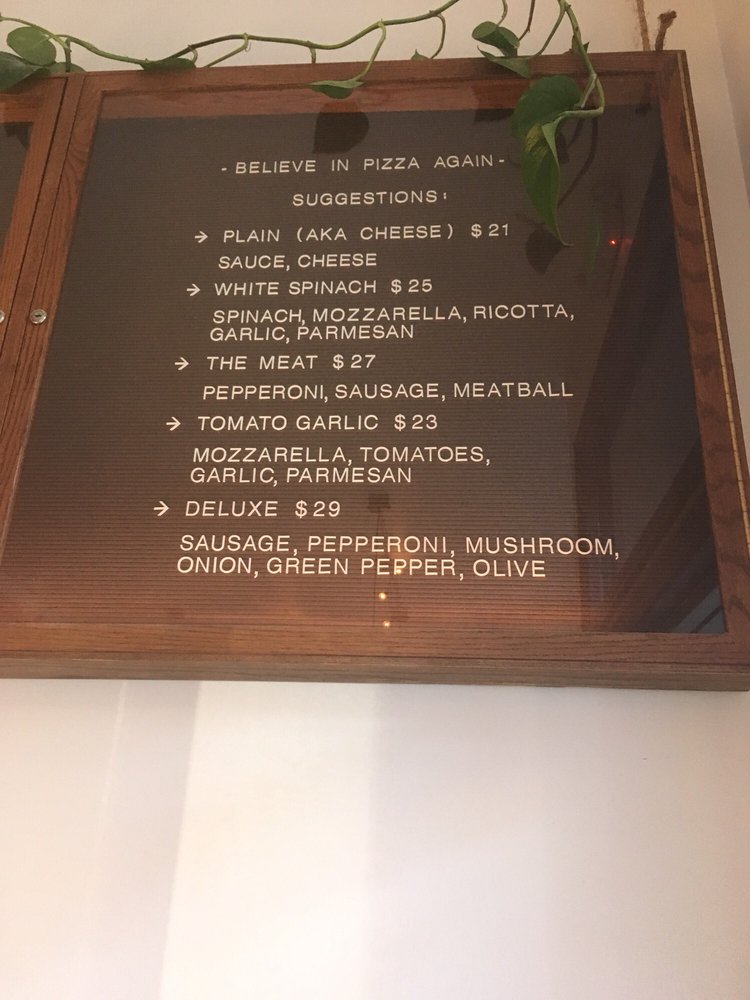 - BELIEVE IN PIZZA AGAIN -
SUGGESTIONS:
→ PLAIN (AKA CHEESE) $21
SAUCE, CHEESE
→ WHITE SPINACH $25
SPINACH, MOZZARELLA, RICOTTA,
GARLIC, PARMESAN
→ THE MEAT $27
PEPPERONI, SAUSAGE, MEATBALL
→ TOMATO GARLIC $23
MOZZARELLA, TOMATOES,
GARLIC, PARMESAN
→ DELUXE $29
SAUSAGE, PEPPERONI, MUSHROOM,
ONION, GREEN PEPPER, OLIVE